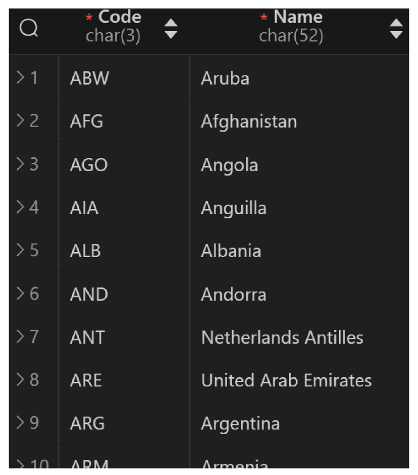 * Code * Name
char(3) char(52)
> 1 ABW Aruba
> 2 AFG Afghanistan
> 3 AGO Angola
> 4 AIA Anguilla
> 5 ALB Albania
> 6 AND Andorra
> 7 ANT Netherlands Antilles
> 8 ARE United Arab Emirates
> 9 ARG Argentina
> 10 ARM Armenia